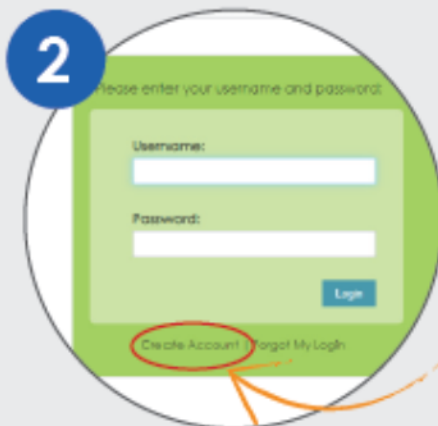 2
Please enter your username and password:
Username:
Password:
Login
Create Account | Forgot My Login